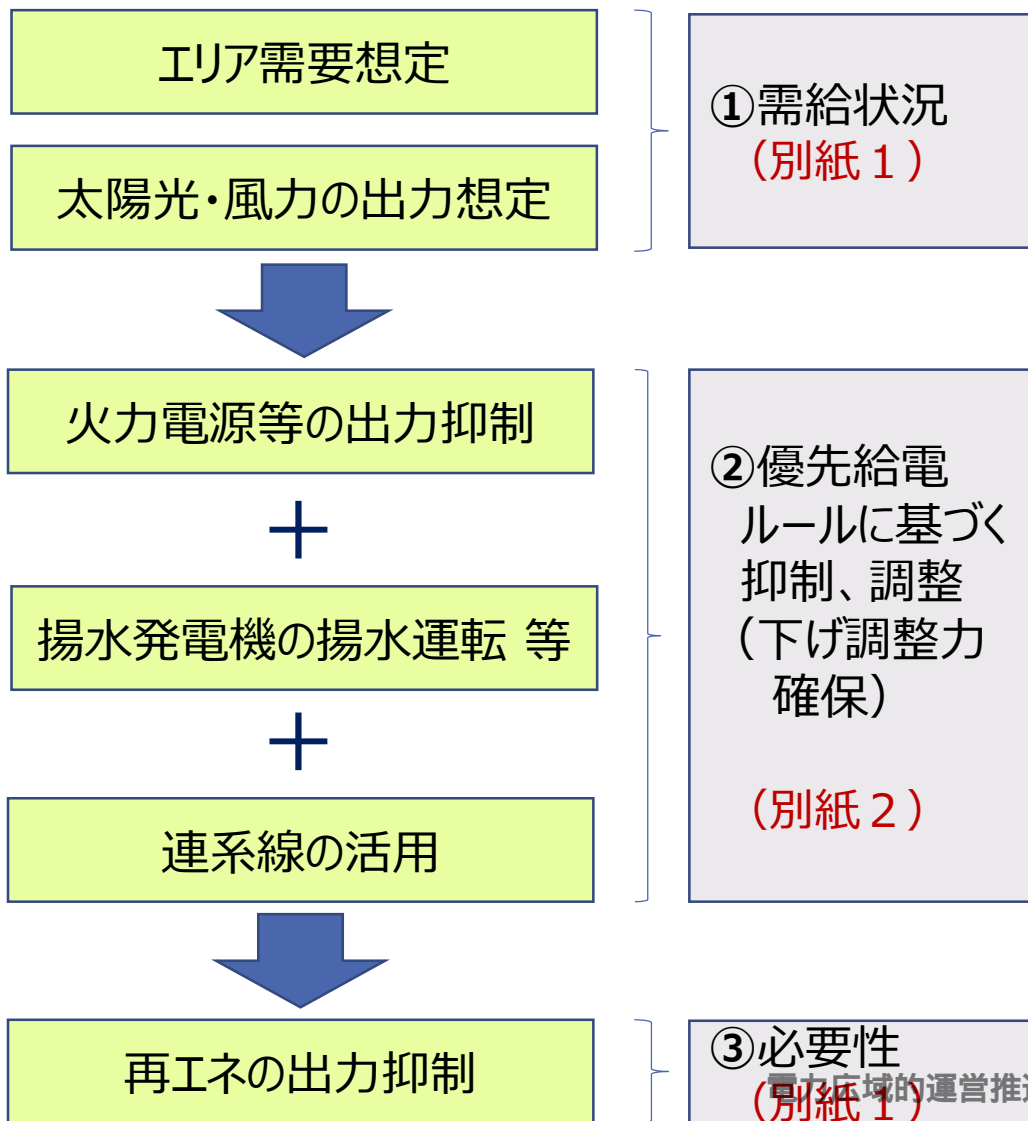 エリア需要想定
太陽光・風力の出力想定
①需給状況
（別紙１）
火力電源等の出力抑制
＋
揚水発電機の揚水運転 等
＋
連系線の活用
②優先給電
ルールに基づく
抑制、調整
（下げ調整力
確保）
（別紙２）
再エネの出力抑制
③必要性
（別紙１）
電力広域的運営推進